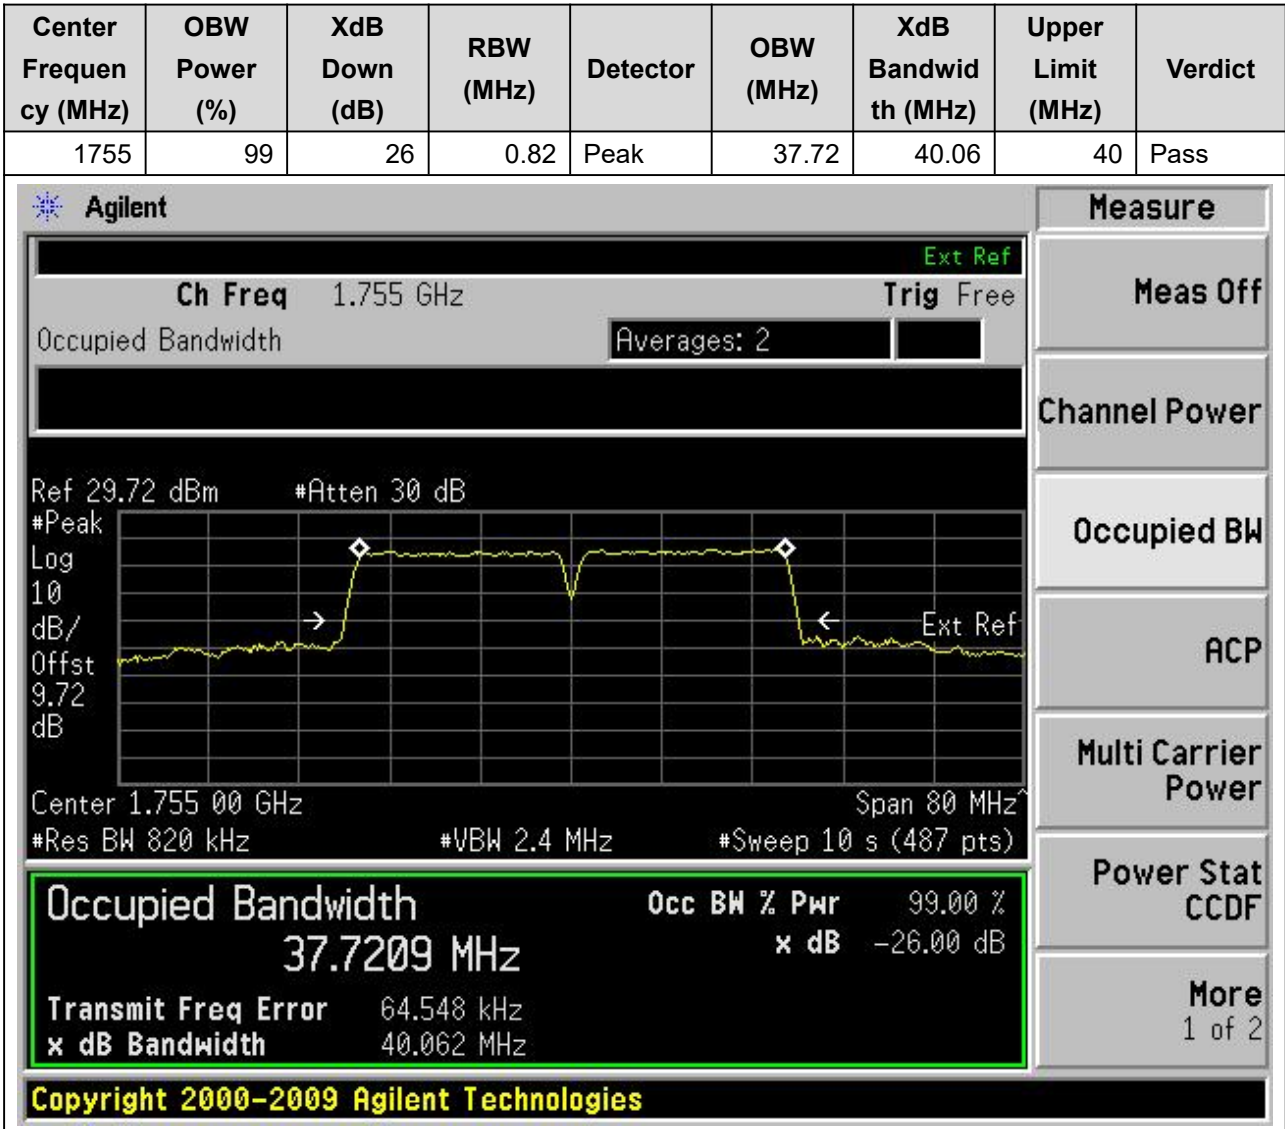 Center Frequen cy (MHz) OBW Power (%) XdB Down (dB) RBW (MHz) Detector OBW (MHz) XdB Bandwid th (MHz) Upper Limit (MHz) Verdict
1755 99 26 0.82 Peak 37.72 40.06 40 Pass
Agilent
Ext Ref
Ch Freq 1.755 GHz Trig Free
Occupied Bandwidth Averages: 2
Ref 29.72 dBm #Atten 30 dB
#Peak
Log
10
dB/
Offst
9.72
dB
Ext Ref
Center 1.755 00 GHz Span 80 MHz^
#Res BW 820 kHz #VBW 2.4 MHz #Sweep 10 s (487 pts)
Occupied Bandwidth
37.7209 MHz
Occ BW % Pwr 99.00 %
x dB -26.00 dB
Transmit Freq Error 64.548 kHz
x dB Bandwidth 40.062 MHz
Copyright 2000-2009 Agilent Technologies
Measure
Meas Off
Channel Power
Occupied BW
ACP
Multi Carrier
Power
Power Stat
CCDF
More
1 of 2